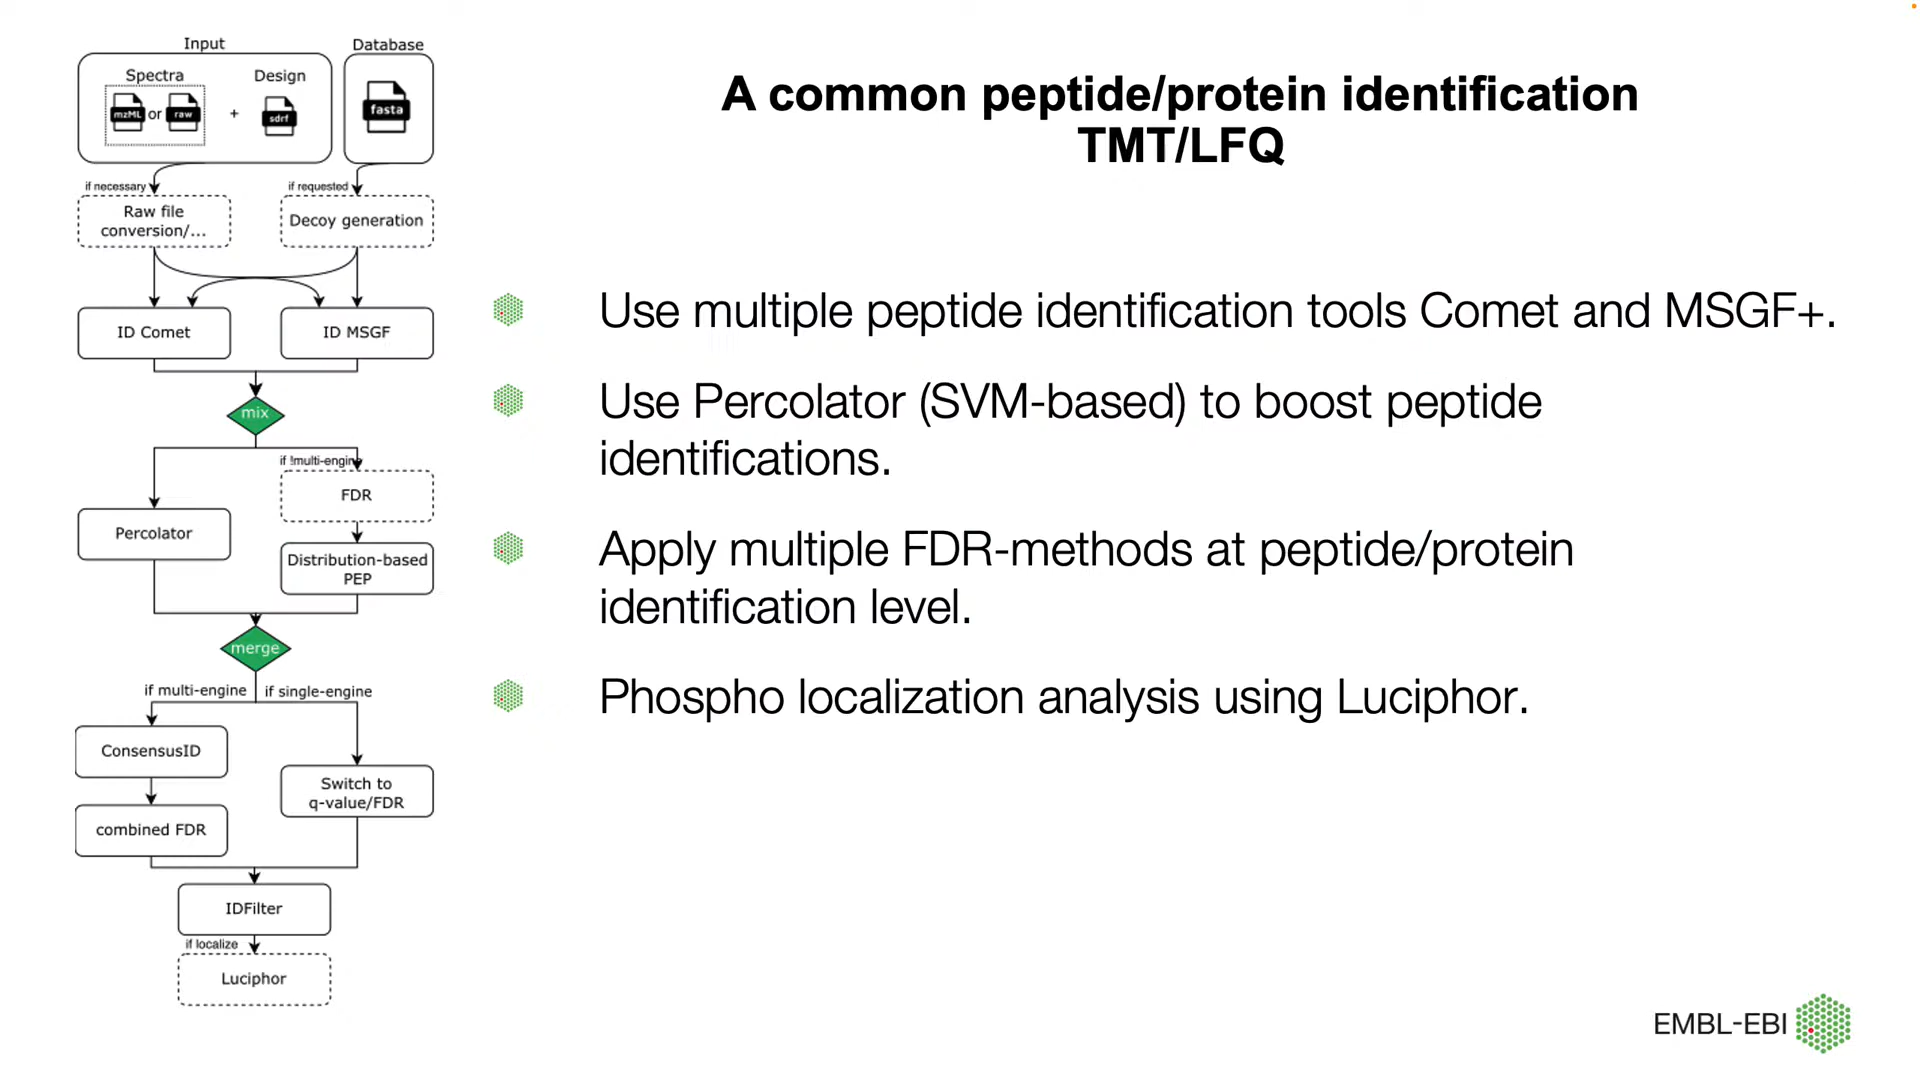 Input
Database
Spectra
Design
mzML or raw + sdrf
fasta
if necessary
if requested
Raw file
conversion/...
Decoy generation
ID Comet
ID MSGF
mix
if !multi-engine
FDR
Percolator
Distribution-based
PEP
merge
if multi-engine
if single-engine
ConsensusID
Switch to
q-value/FDR
combined FDR
IDFilter
if localize
Luciphor
A common peptide/protein identification
TMT/LFQ
Use multiple peptide identification tools Comet and MSGF+.
Use Percolator (SVM-based) to boost peptide
identifications.
Apply multiple FDR-methods at peptide/protein
identification level.
Phospho localization analysis using Luciphor.
EMBL-EBI